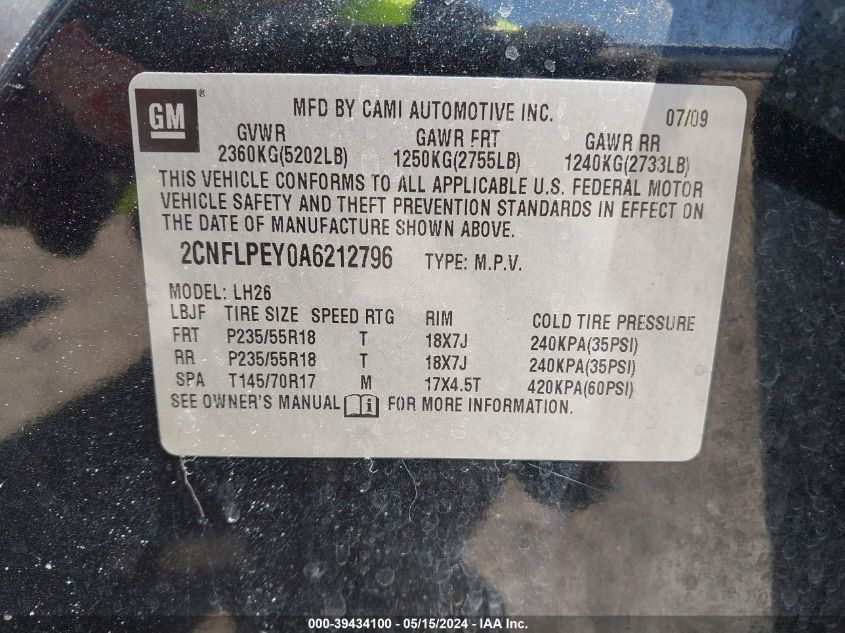 GM ®
MFD BY CAMI AUTOMOTIVE INC. 07/09
GVWR GAWR FRT GAWR RR
2360KG(5202LB) 1250KG(2755LB) 1240KG(2733LB)
THIS VEHICLE CONFORMS TO ALL APPLICABLE U.S. FEDERAL MOTOR
VEHICLE SAFETY AND THEFT PREVENTION STANDARDS IN EFFECT ON
THE DATE OF MANUFACTURE SHOWN ABOVE.
2CNFLPEY0A6212796 TYPE: M.P.V.
MODEL: LH26
LBJF TIRE SIZE SPEED RTG RIM COLD TIRE PRESSURE
FRT P235/55R18 T 18X7J 240KPA(35PSI)
RR P235/55R18 T 18X7J 240KPA(35PSI)
SPA T145/70R17 M 17X4.5T 420KPA(60PSI)
SEE OWNER'S MANUAL i FOR MORE INFORMATION.
000-39434100 - 05/15/2024 - IAA Inc.